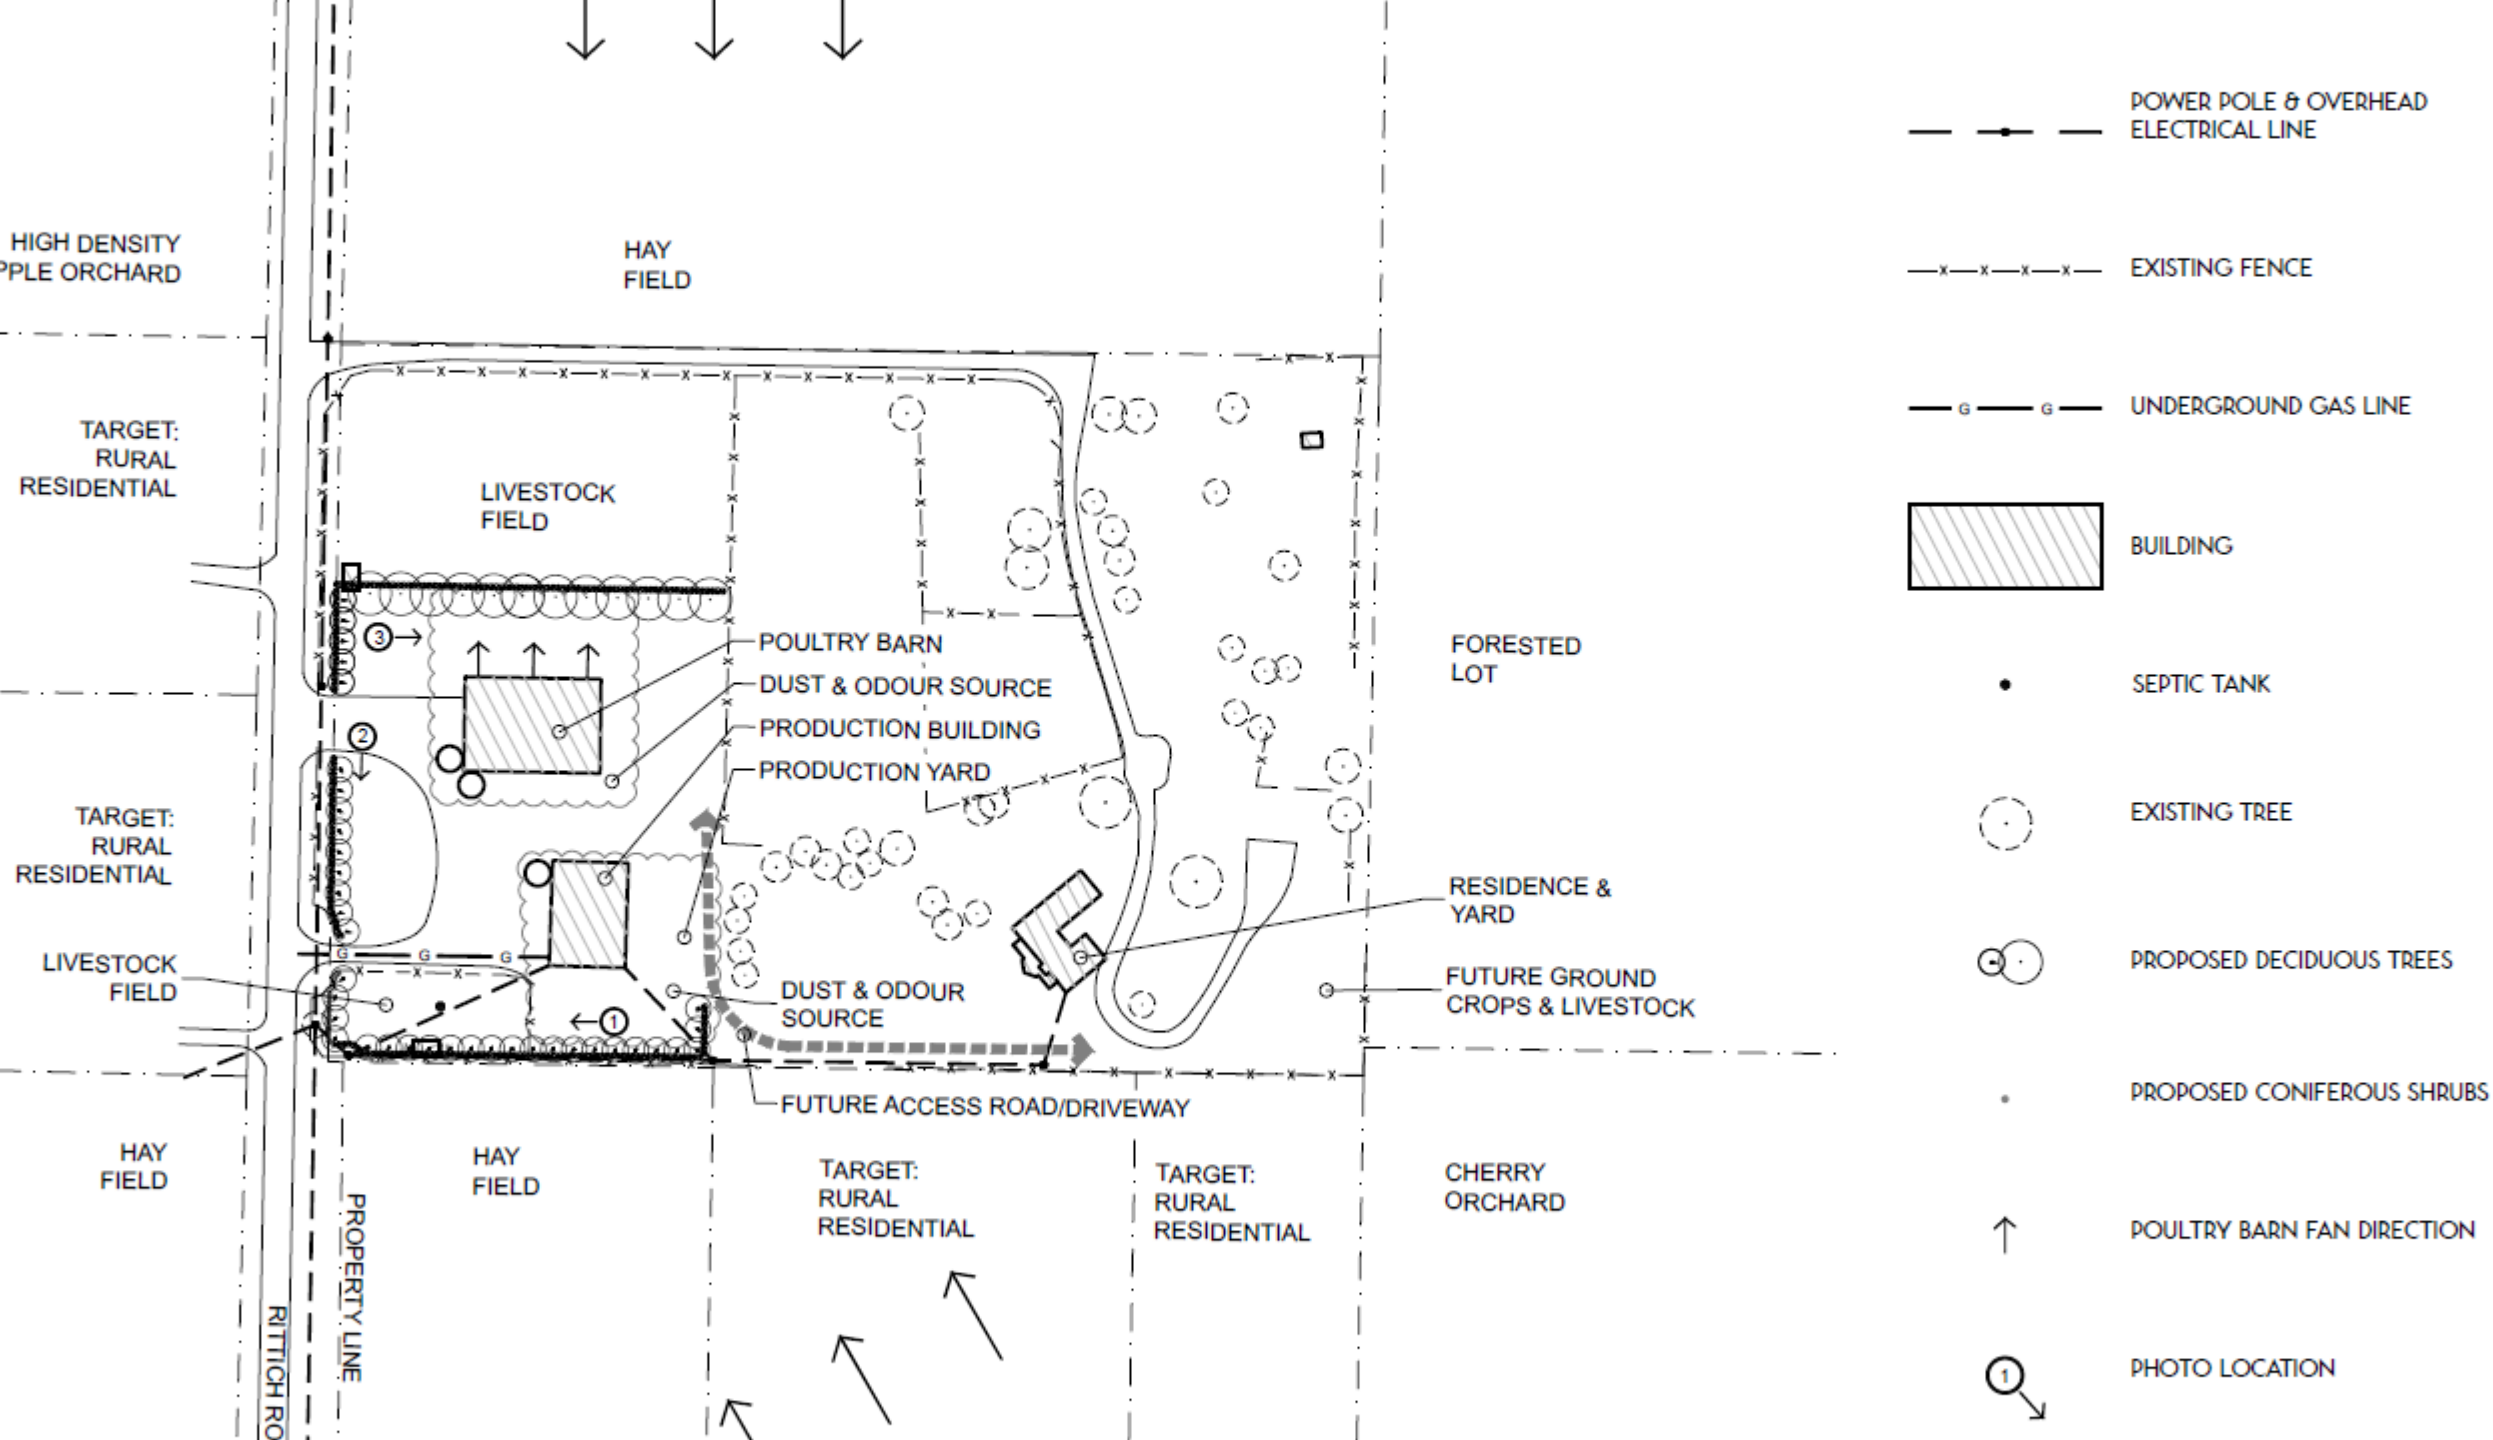 HIGH DENSITY
PPLE ORCHARD
HAY
FIELD
TARGET:
RURAL
RESIDENTIAL
LIVESTOCK
FIELD
3
POULTRY BARN
DUST & ODOUR SOURCE
PRODUCTION BUILDING
PRODUCTION YARD
2
TARGET:
RURAL
RESIDENTIAL
FORESTED
LOT
RESIDENCE &
YARD
G G G
LIVESTOCK
FIELD
1
DUST & ODOUR
SOURCE
FUTURE GROUND
CROPS & LIVESTOCK
FUTURE ACCESS ROAD/DRIVEWAY
HAY
FIELD
HAY
FIELD
TARGET:
RURAL
RESIDENTIAL
TARGET:
RURAL
RESIDENTIAL
CHERRY
ORCHARD
PROPERTY LINE
RITTICH RO
POWER POLE & OVERHEAD
ELECTRICAL LINE
EXISTING FENCE
G G
UNDERGROUND GAS LINE
BUILDING
SEPTIC TANK
EXISTING TREE
PROPOSED DECIDUOUS TREES
PROPOSED CONIFEROUS SHRUBS
POULTRY BARN FAN DIRECTION
1
PHOTO LOCATION